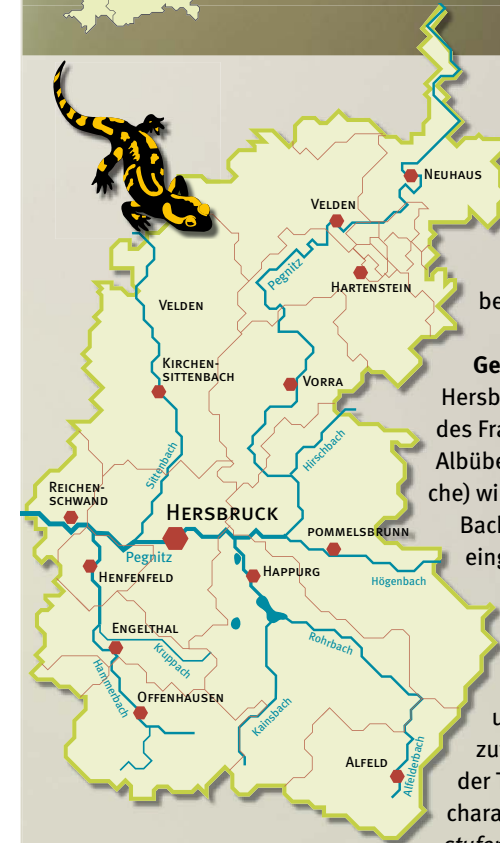 NEUHAUS
VELDEN
Pegnitz
HARTENSTEIN
VELDEN
KIRCHEN-
SITTENBACH
VORRA
Hirschbach
Sittenbach
REICHEN-
SCHWAND
HERSBRUCK
POMMELSBRUNN
Pegnitz
HAPPURG
Högenbach
HENFENFELD
ENGELTHAL
Kruppach
Rohrbach
Hammerbach
OFFENHAUSEN
Kainsbach
ALFELD
Alfelderbach
be
Ge
Hersb
des Fra
Albübe
che) wi
Bach
eing
u
zu
der T
chara
stufen